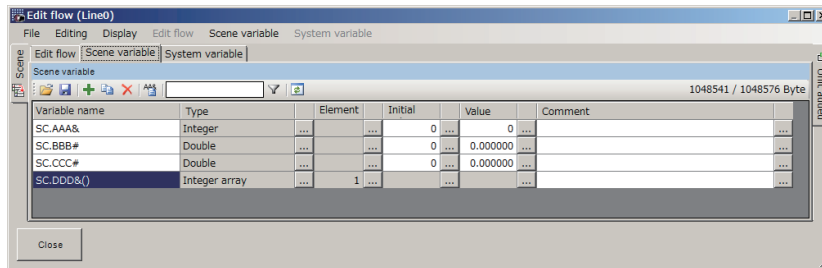 Edit flow (Line0)
File Editing Display Edit flow Scene variable System variable
Scene
Edit flow Scene variable System variable
Scene variable
1048541 / 1048576 Byte
Variable name Type Element Initial Value Comment
SC.AAA& Integer ... ... 0 ... 0 ... ...
SC.BBB# Double ... ... 0 ... 0.000000 ... ...
SC.CCC# Double ... ... 0 ... 0.000000 ... ...
SC.DDD&() Integer array ... 1 ... ... ... ...
Close